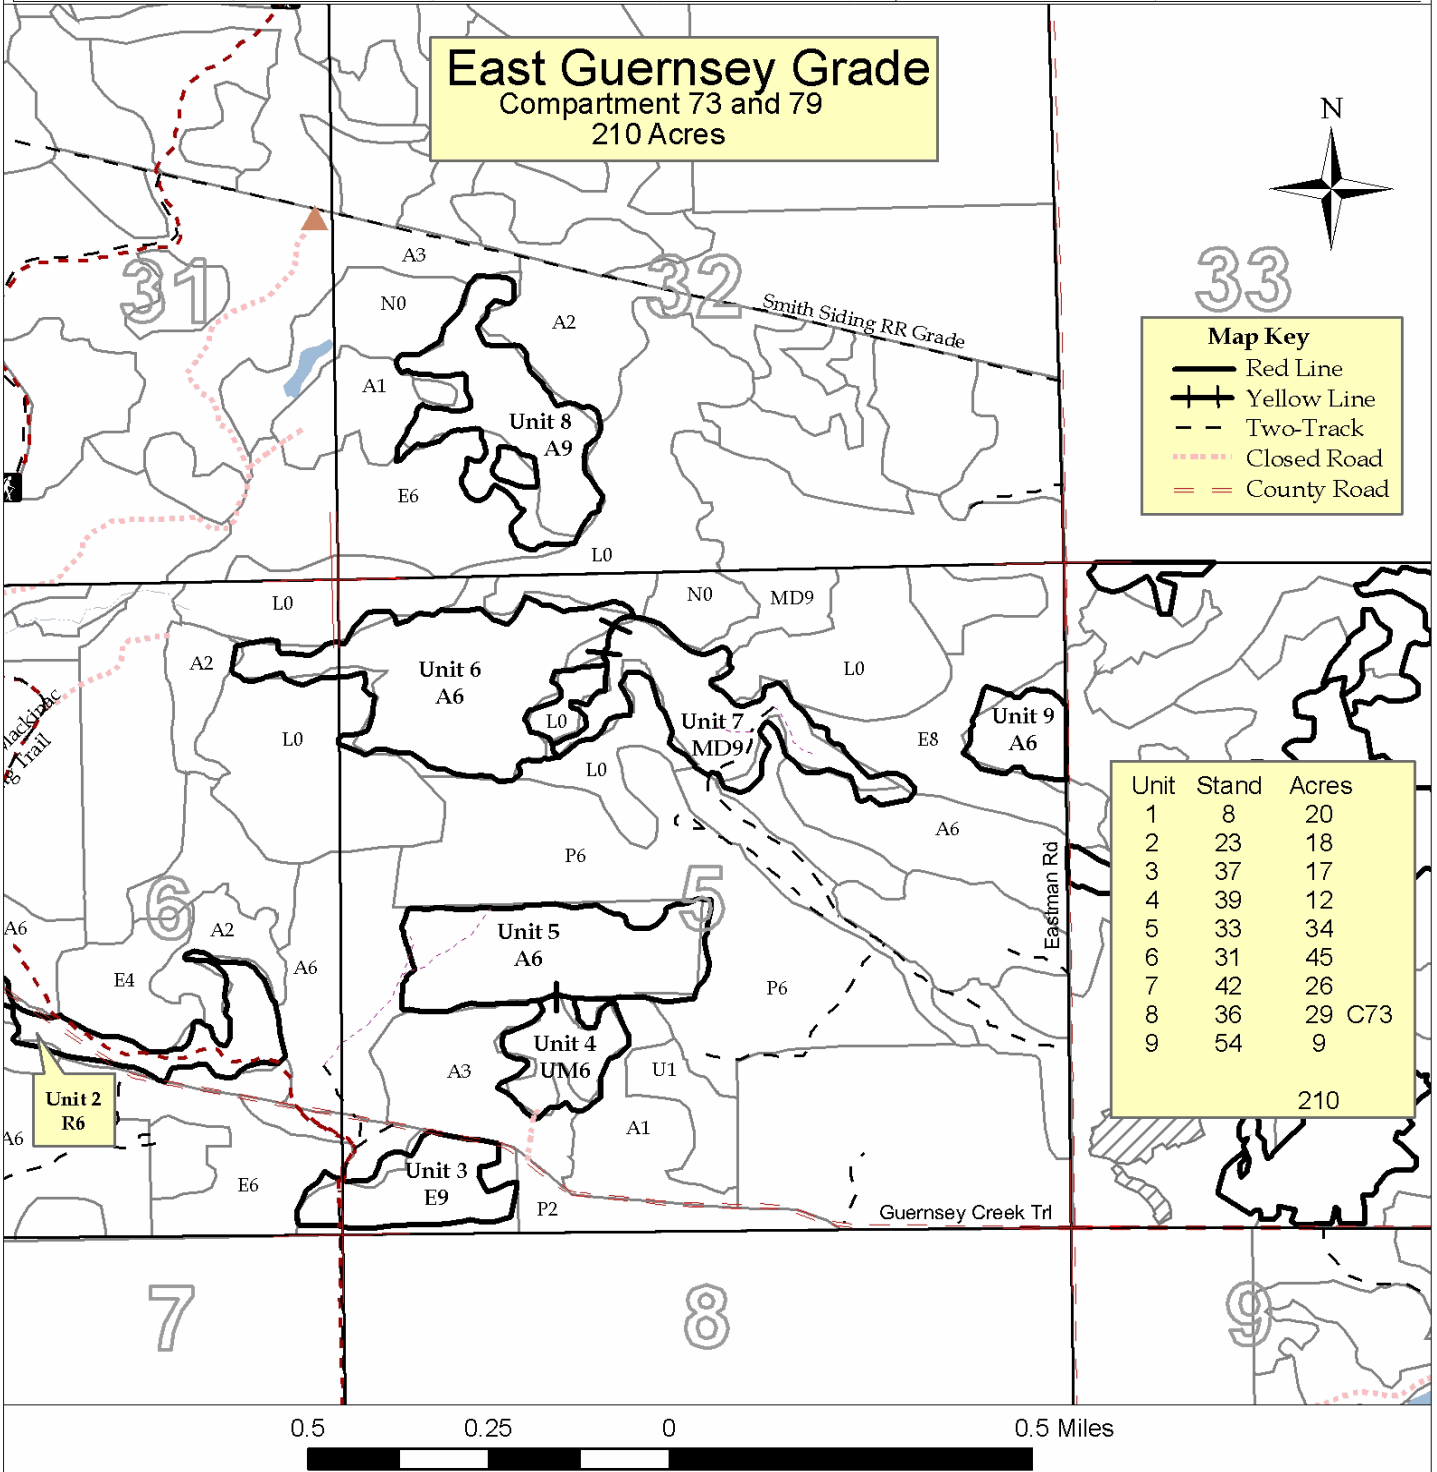 East Guernsey Grade
Compartment 73 and 79
210 Acres
N
31
32
33
A3
N0
A2
Smith Siding RR Grade
A1
Unit 8
A9
E6
L0
Map Key
Red Line
Yellow Line
Two-Track
Closed Road
County Road
L0
N0
MD9
A2
Unit 6
A6
L0
L0
L0
Unit 7
MD9
L0
E8
Unit 9
A6
Mackinac
g Trail
L0
A6
P6
Eastman Rd
Unit Stand Acres
1 8 20
2 23 18
3 37 17
4 39 12
5 33 34
6 31 45
7 42 26
8 36 29 C73
9 54 9
210
6
5
A6
A2
E4
A6
Unit 5
A6
P6
Unit 4
UM6
A3
U1
A1
Unit 2
R6
A6
E6
Unit 3
E9
P2
Guernsey Creek Trl
7
8
9
0.5 0.25 0 0.5 Miles